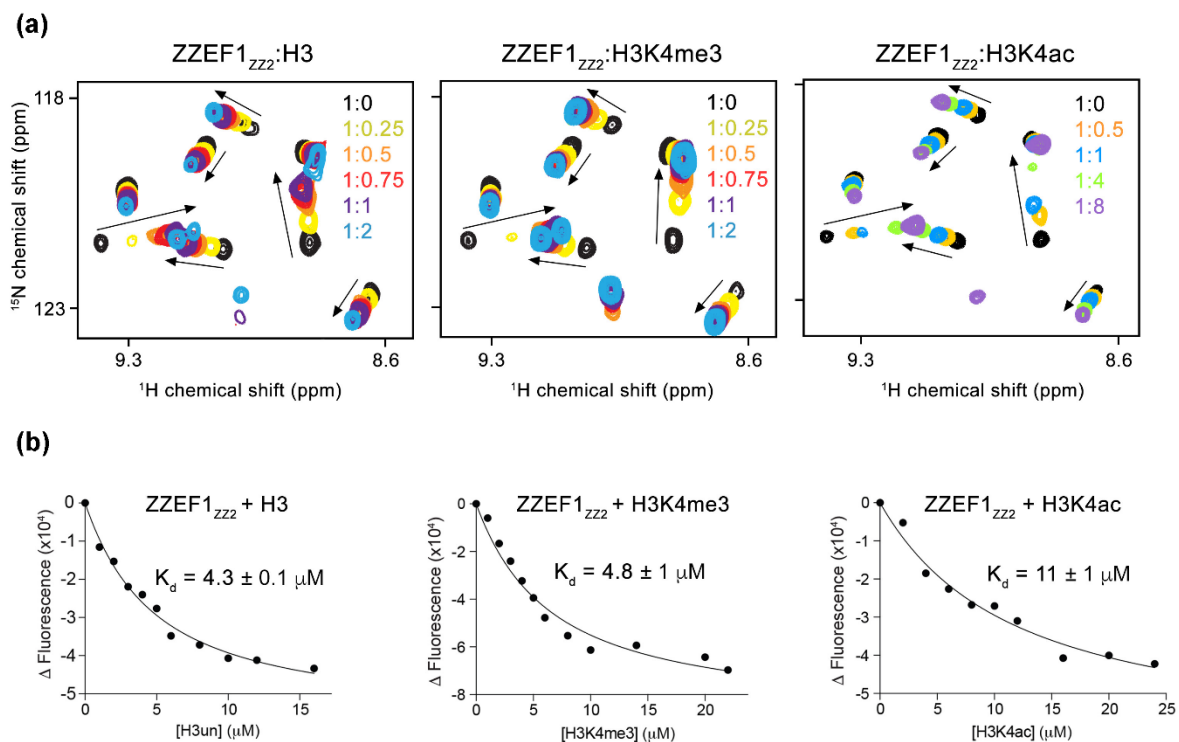 (a)
ZZEF1ZZ2:H3
ZZEF1ZZ2:H3K4me3
ZZEF1ZZ2:H3K4ac
118
123
15N chemical shift (ppm)
1:0
1:0.25
1:0.5
1:0.75
1:1
1:2
1:0
1:0.25
1:0.5
1:0.75
1:1
1:2
1:0
1:0.5
1:1
1:4
1:8
9.3
8.6
9.3
8.6
9.3
8.6
1H chemical shift (ppm)
1H chemical shift (ppm)
1H chemical shift (ppm)
(b)
ZZEF1ZZ2 + H3
Kd = 4.3 ± 0.1 μM
Δ Fluorescence (x10⁴)
0
-1
-2
-3
-4
-5
0
5
10
15
[H3un] (μM)
ZZEF1ZZ2 + H3K4me3
Kd = 4.8 ± 1 μM
Δ Fluorescence (x10⁴)
0
-2
-4
-6
-8
0
5
10
15
20
[H3K4me3] (μM)
ZZEF1ZZ2 + H3K4ac
Kd = 11 ± 1 μM
Δ Fluorescence (x10⁴)
0
-1
-2
-3
-4
-5
0
5
10
15
20
25
[H3K4ac] (μM)